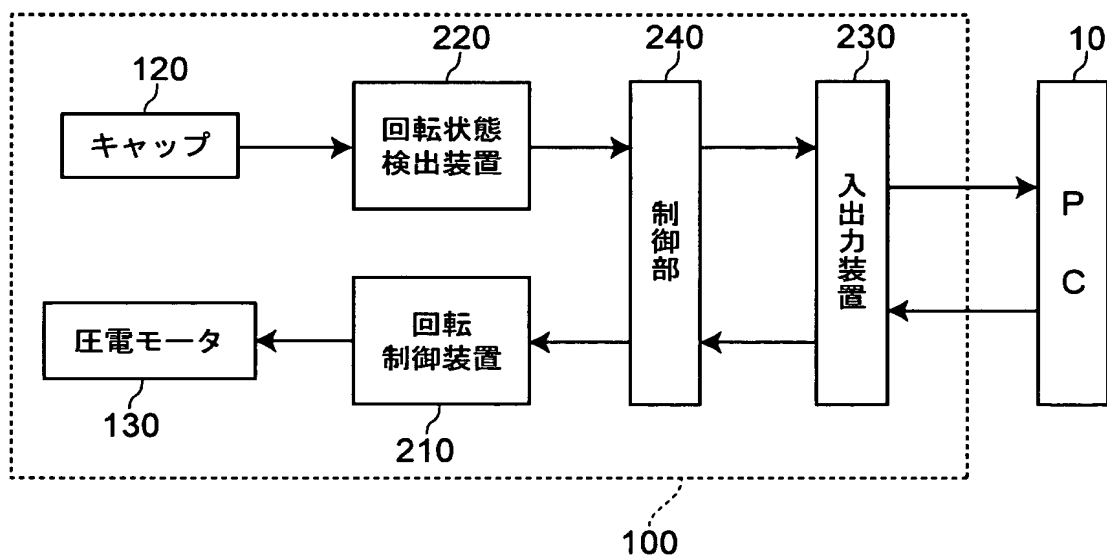 220
240
230
10
120
キャップ
回転状態
検出装置
制御部
入出力装置
P C
圧電モータ
回転
制御装置
130
210
100